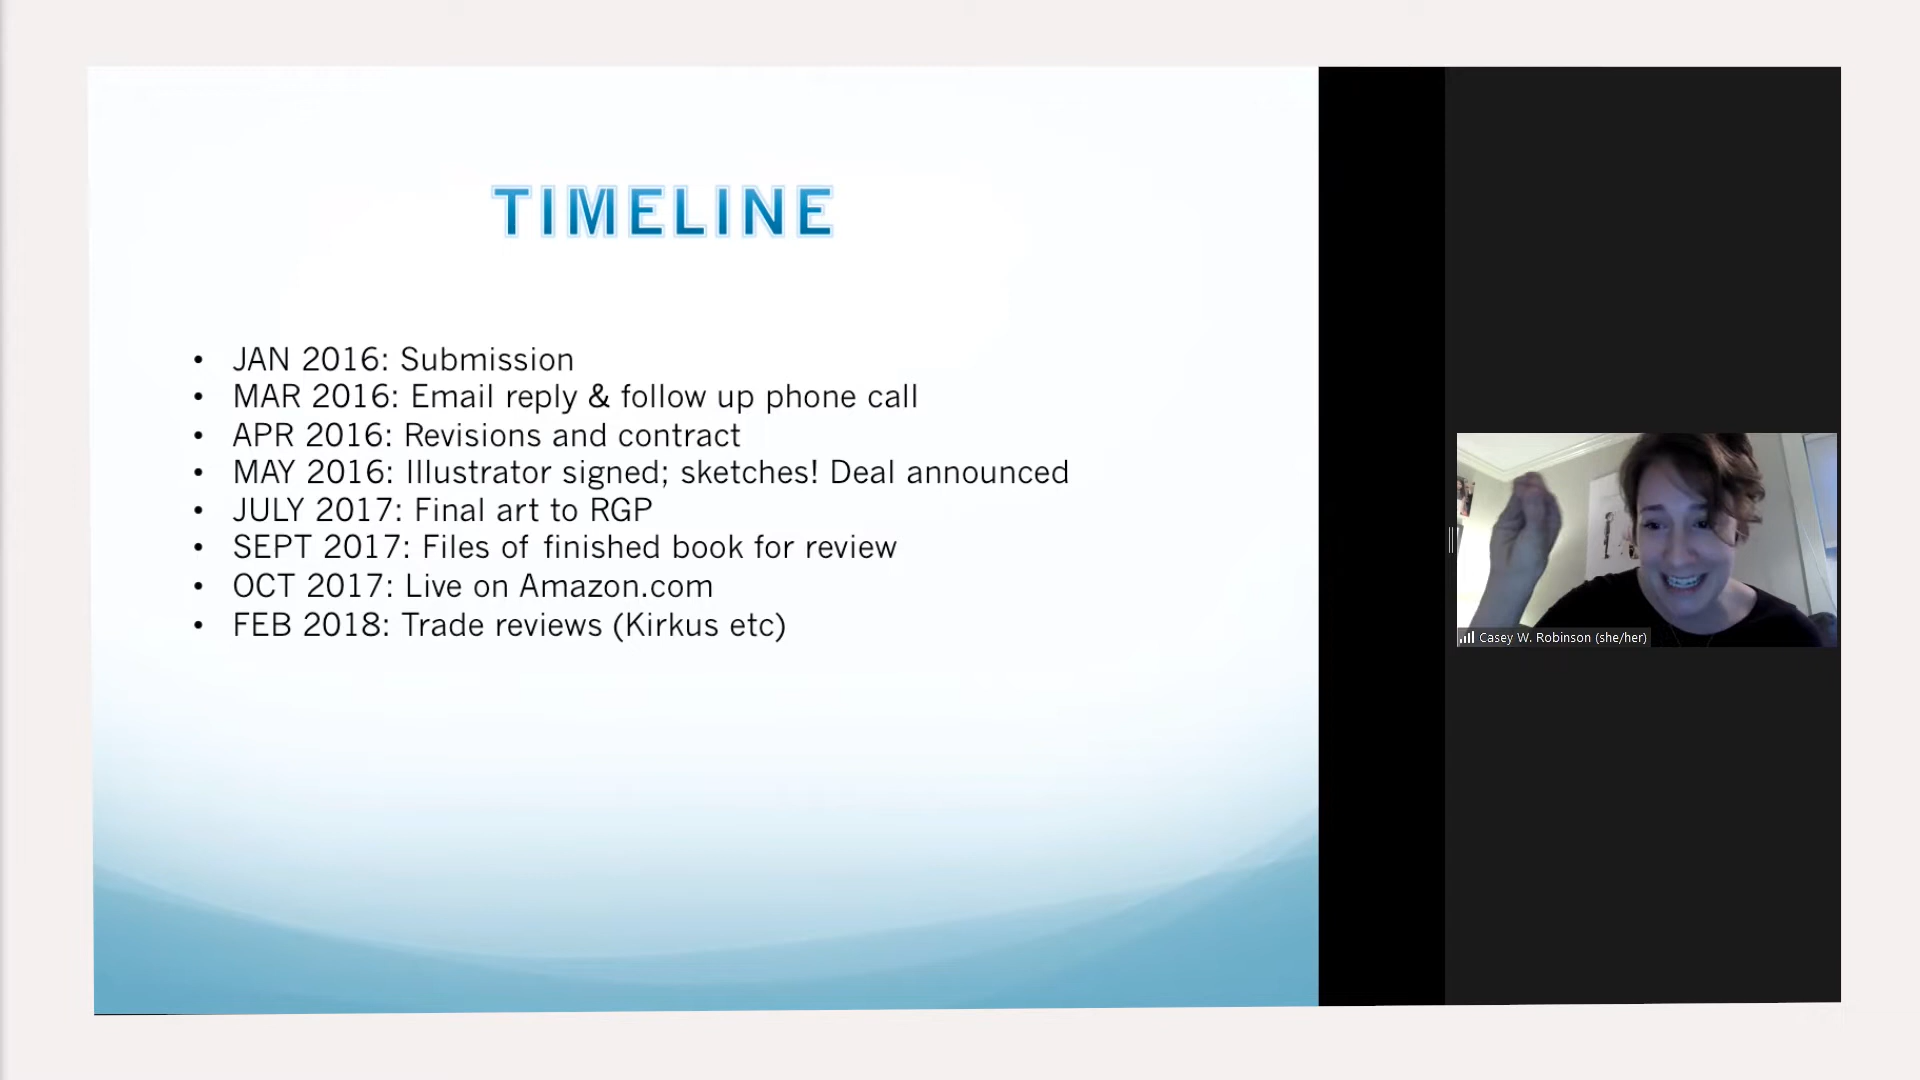 TIMELINE
• JAN 2016: Submission
• MAR 2016: Email reply & follow up phone call
• APR 2016: Revisions and contract
• MAY 2016: Illustrator signed; sketches! Deal announced
• JULY 2017: Final art to RGP
• SEPT 2017: Files of finished book for review
• OCT 2017: Live on Amazon.com
• FEB 2018: Trade reviews (Kirkus etc)
Casey W. Robinson (she/her)